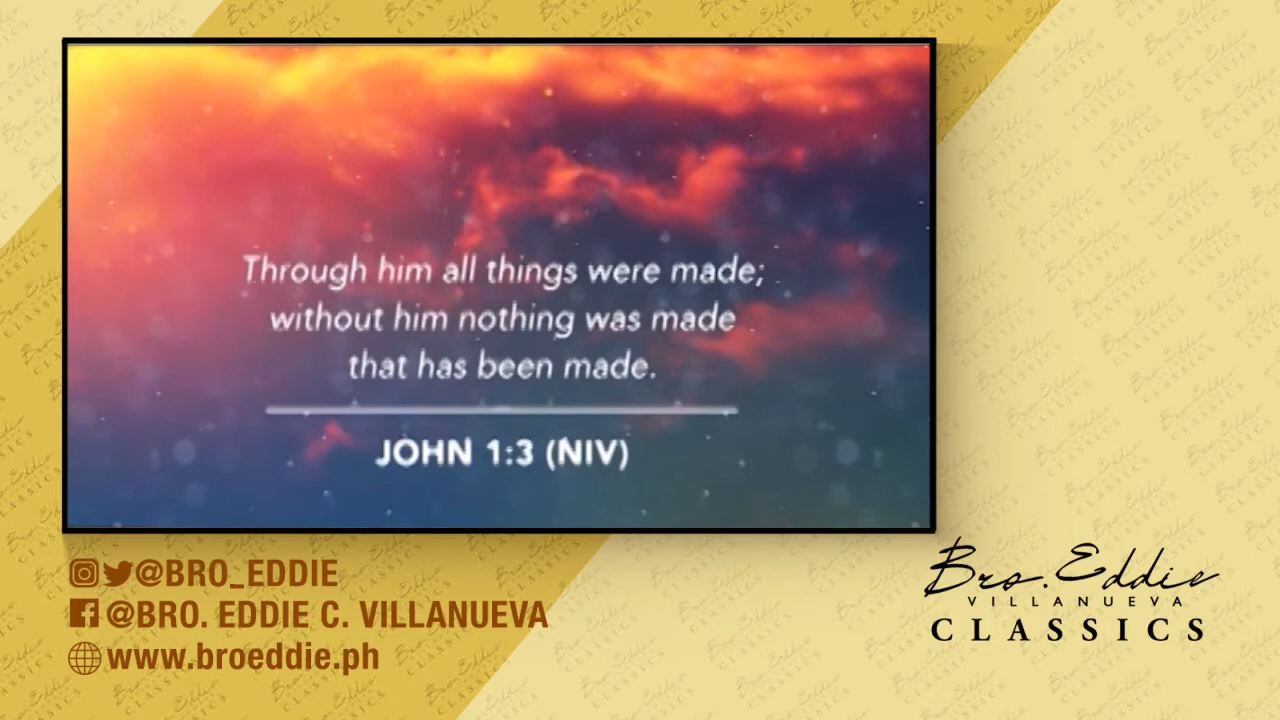 Through him all things were made;
without him nothing was made
that has been made.
JOHN 1:3 (NIV)
@BRO_EDDIE
@BRO. EDDIE C. VILLANUEVA
www.broeddie.ph
Bro. Eddie
VILLANUEVA
CLASSICS